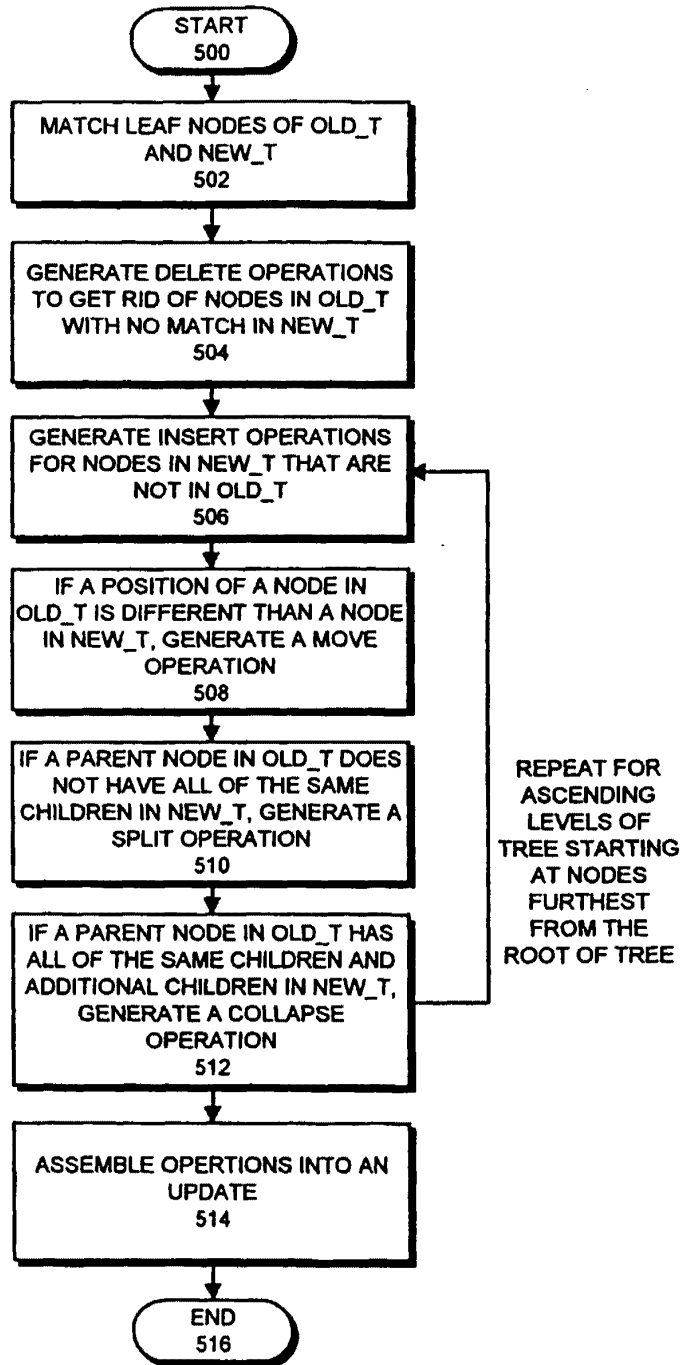 START
500
MATCH LEAF NODES OF OLD_T
AND NEW_T
502
GENERATE DELETE OPERATIONS
TO GET RID OF NODES IN OLD_T
WITH NO MATCH IN NEW_T
504
GENERATE INSERT OPERATIONS
FOR NODES IN NEW_T THAT ARE
NOT IN OLD_T
506
IF A POSITION OF A NODE IN
OLD_T IS DIFFERENT THAN A NODE
IN NEW_T, GENERATE A MOVE
OPERATION
508
IF A PARENT NODE IN OLD_T DOES
NOT HAVE ALL OF THE SAME
CHILDREN IN NEW_T, GENERATE A
SPLIT OPERATION
510
IF A PARENT NODE IN OLD_T HAS
ALL OF THE SAME CHILDREN AND
ADDITIONAL CHILDREN IN NEW_T,
GENERATE A COLLAPSE
OPERATION
512
REPEAT FOR
ASCENDING
LEVELS OF
TREE STARTING
AT NODES
FURTHEST
FROM THE
ROOT OF TREE
ASSEMBLE OPERTIONS INTO AN
UPDATE
514
END
516